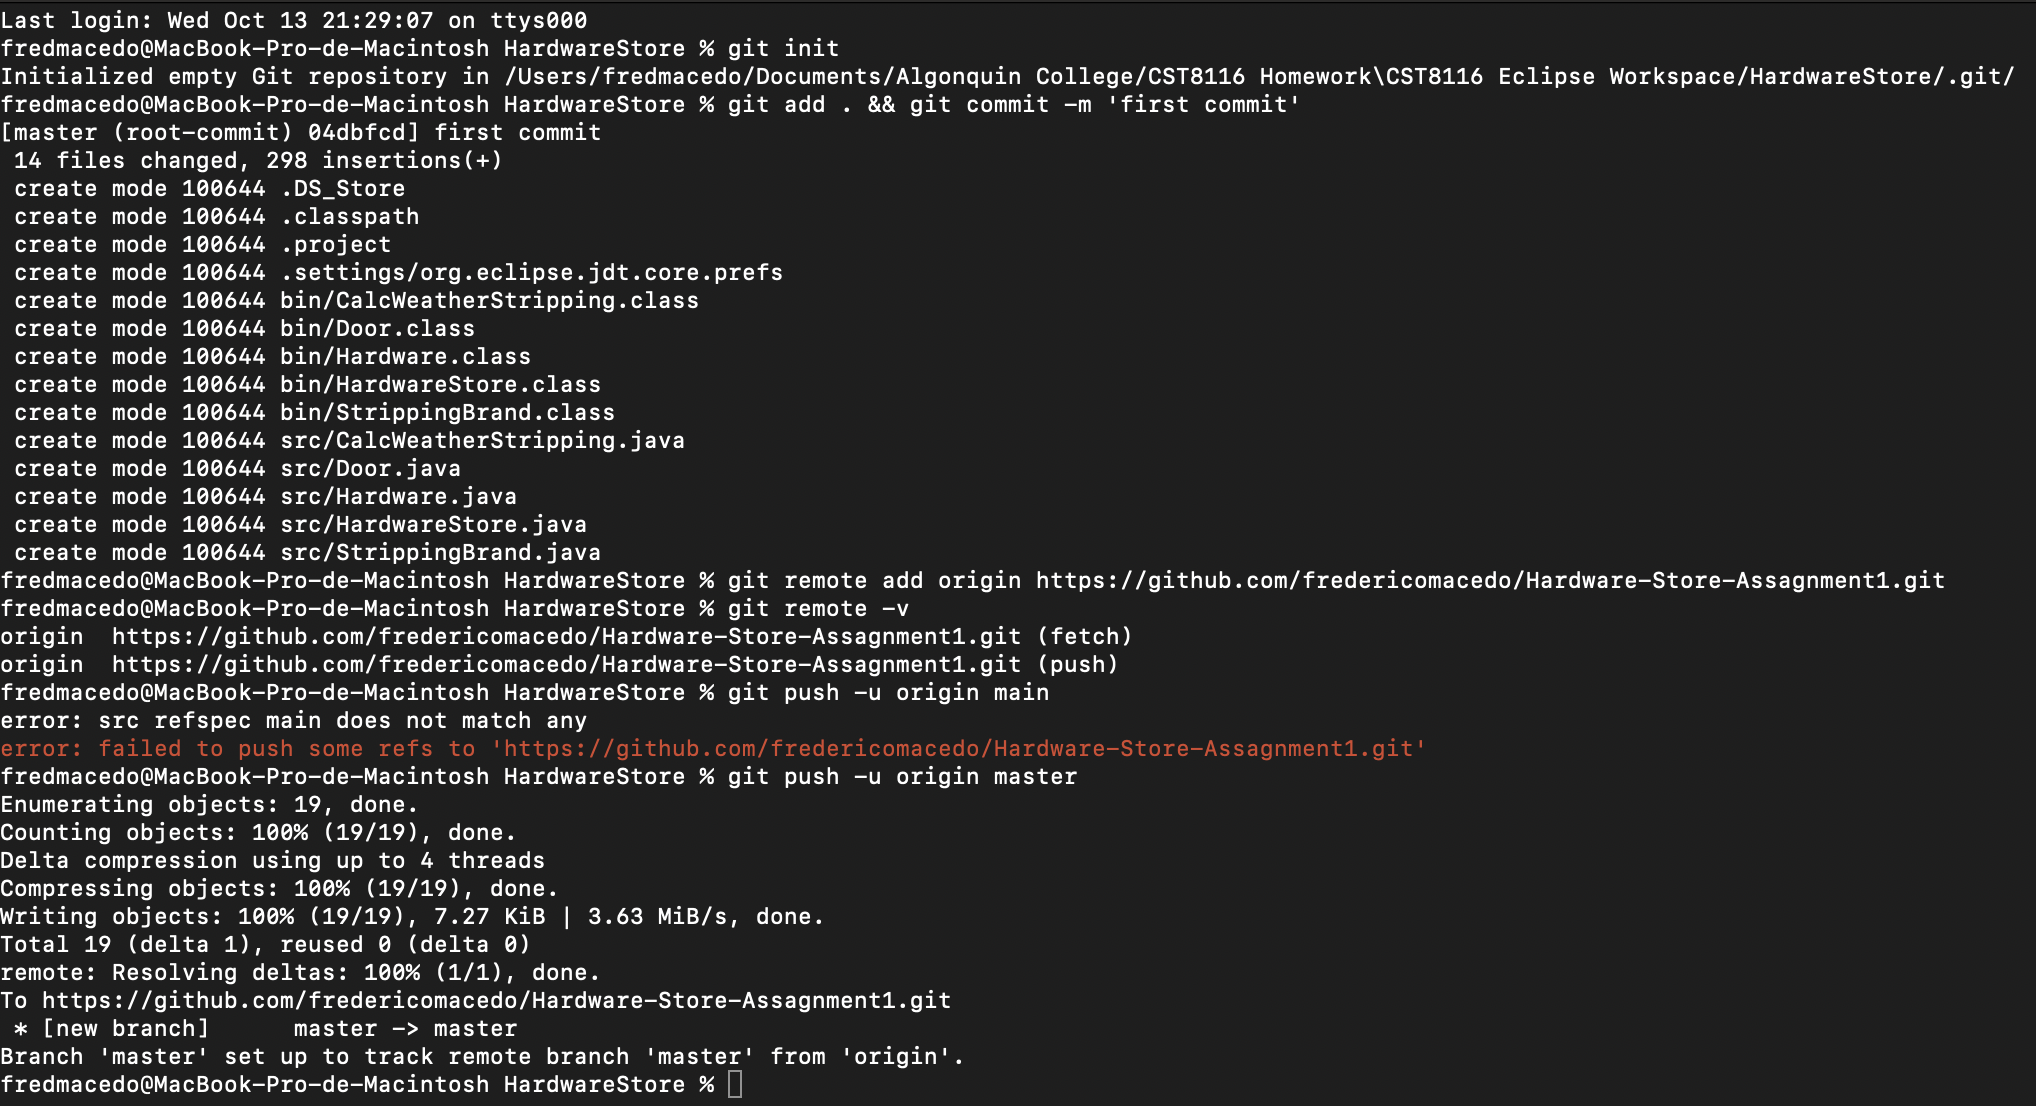 Last login: Wed Oct 13 21:29:07 on ttys000
fredmacedo@MacBook-Pro-de-Macintosh HardwareStore % git init
Initialized empty Git repository in /Users/fredmacedo/Documents/Algonquin College/CST8116 Homework\CST8116 Eclipse Workspace/HardwareStore/.git/
fredmacedo@MacBook-Pro-de-Macintosh HardwareStore % git add . && git commit -m 'first commit'
[master (root-commit) 04dbfcd] first commit
 14 files changed, 298 insertions(+)
 create mode 100644 .DS_Store
 create mode 100644 .classpath
 create mode 100644 .project
 create mode 100644 .settings/org.eclipse.jdt.core.prefs
 create mode 100644 bin/CalcWeatherStripping.class
 create mode 100644 bin/Door.class
 create mode 100644 bin/Hardware.class
 create mode 100644 bin/HardwareStore.class
 create mode 100644 bin/StrippingBrand.class
 create mode 100644 src/CalcWeatherStripping.java
 create mode 100644 src/Door.java
 create mode 100644 src/Hardware.java
 create mode 100644 src/HardwareStore.java
 create mode 100644 src/StrippingBrand.java
fredmacedo@MacBook-Pro-de-Macintosh HardwareStore % git remote add origin https://github.com/fredericomacedo/Hardware-Store-Assagnment1.git
fredmacedo@MacBook-Pro-de-Macintosh HardwareStore % git remote -v
origin  https://github.com/fredericomacedo/Hardware-Store-Assagnment1.git (fetch)
origin  https://github.com/fredericomacedo/Hardware-Store-Assagnment1.git (push)
fredmacedo@MacBook-Pro-de-Macintosh HardwareStore % git push -u origin main
error: src refspec main does not match any
error: failed to push some refs to 'https://github.com/fredericomacedo/Hardware-Store-Assagnment1.git'
fredmacedo@MacBook-Pro-de-Macintosh HardwareStore % git push -u origin master
Enumerating objects: 19, done.
Counting objects: 100% (19/19), done.
Delta compression using up to 4 threads
Compressing objects: 100% (19/19), done.
Writing objects: 100% (19/19), 7.27 KiB | 3.63 MiB/s, done.
Total 19 (delta 1), reused 0 (delta 0)
remote: Resolving deltas: 100% (1/1), done.
To https://github.com/fredericomacedo/Hardware-Store-Assagnment1.git
 * [new branch]      master -> master
Branch 'master' set up to track remote branch 'master' from 'origin'.
fredmacedo@MacBook-Pro-de-Macintosh HardwareStore %